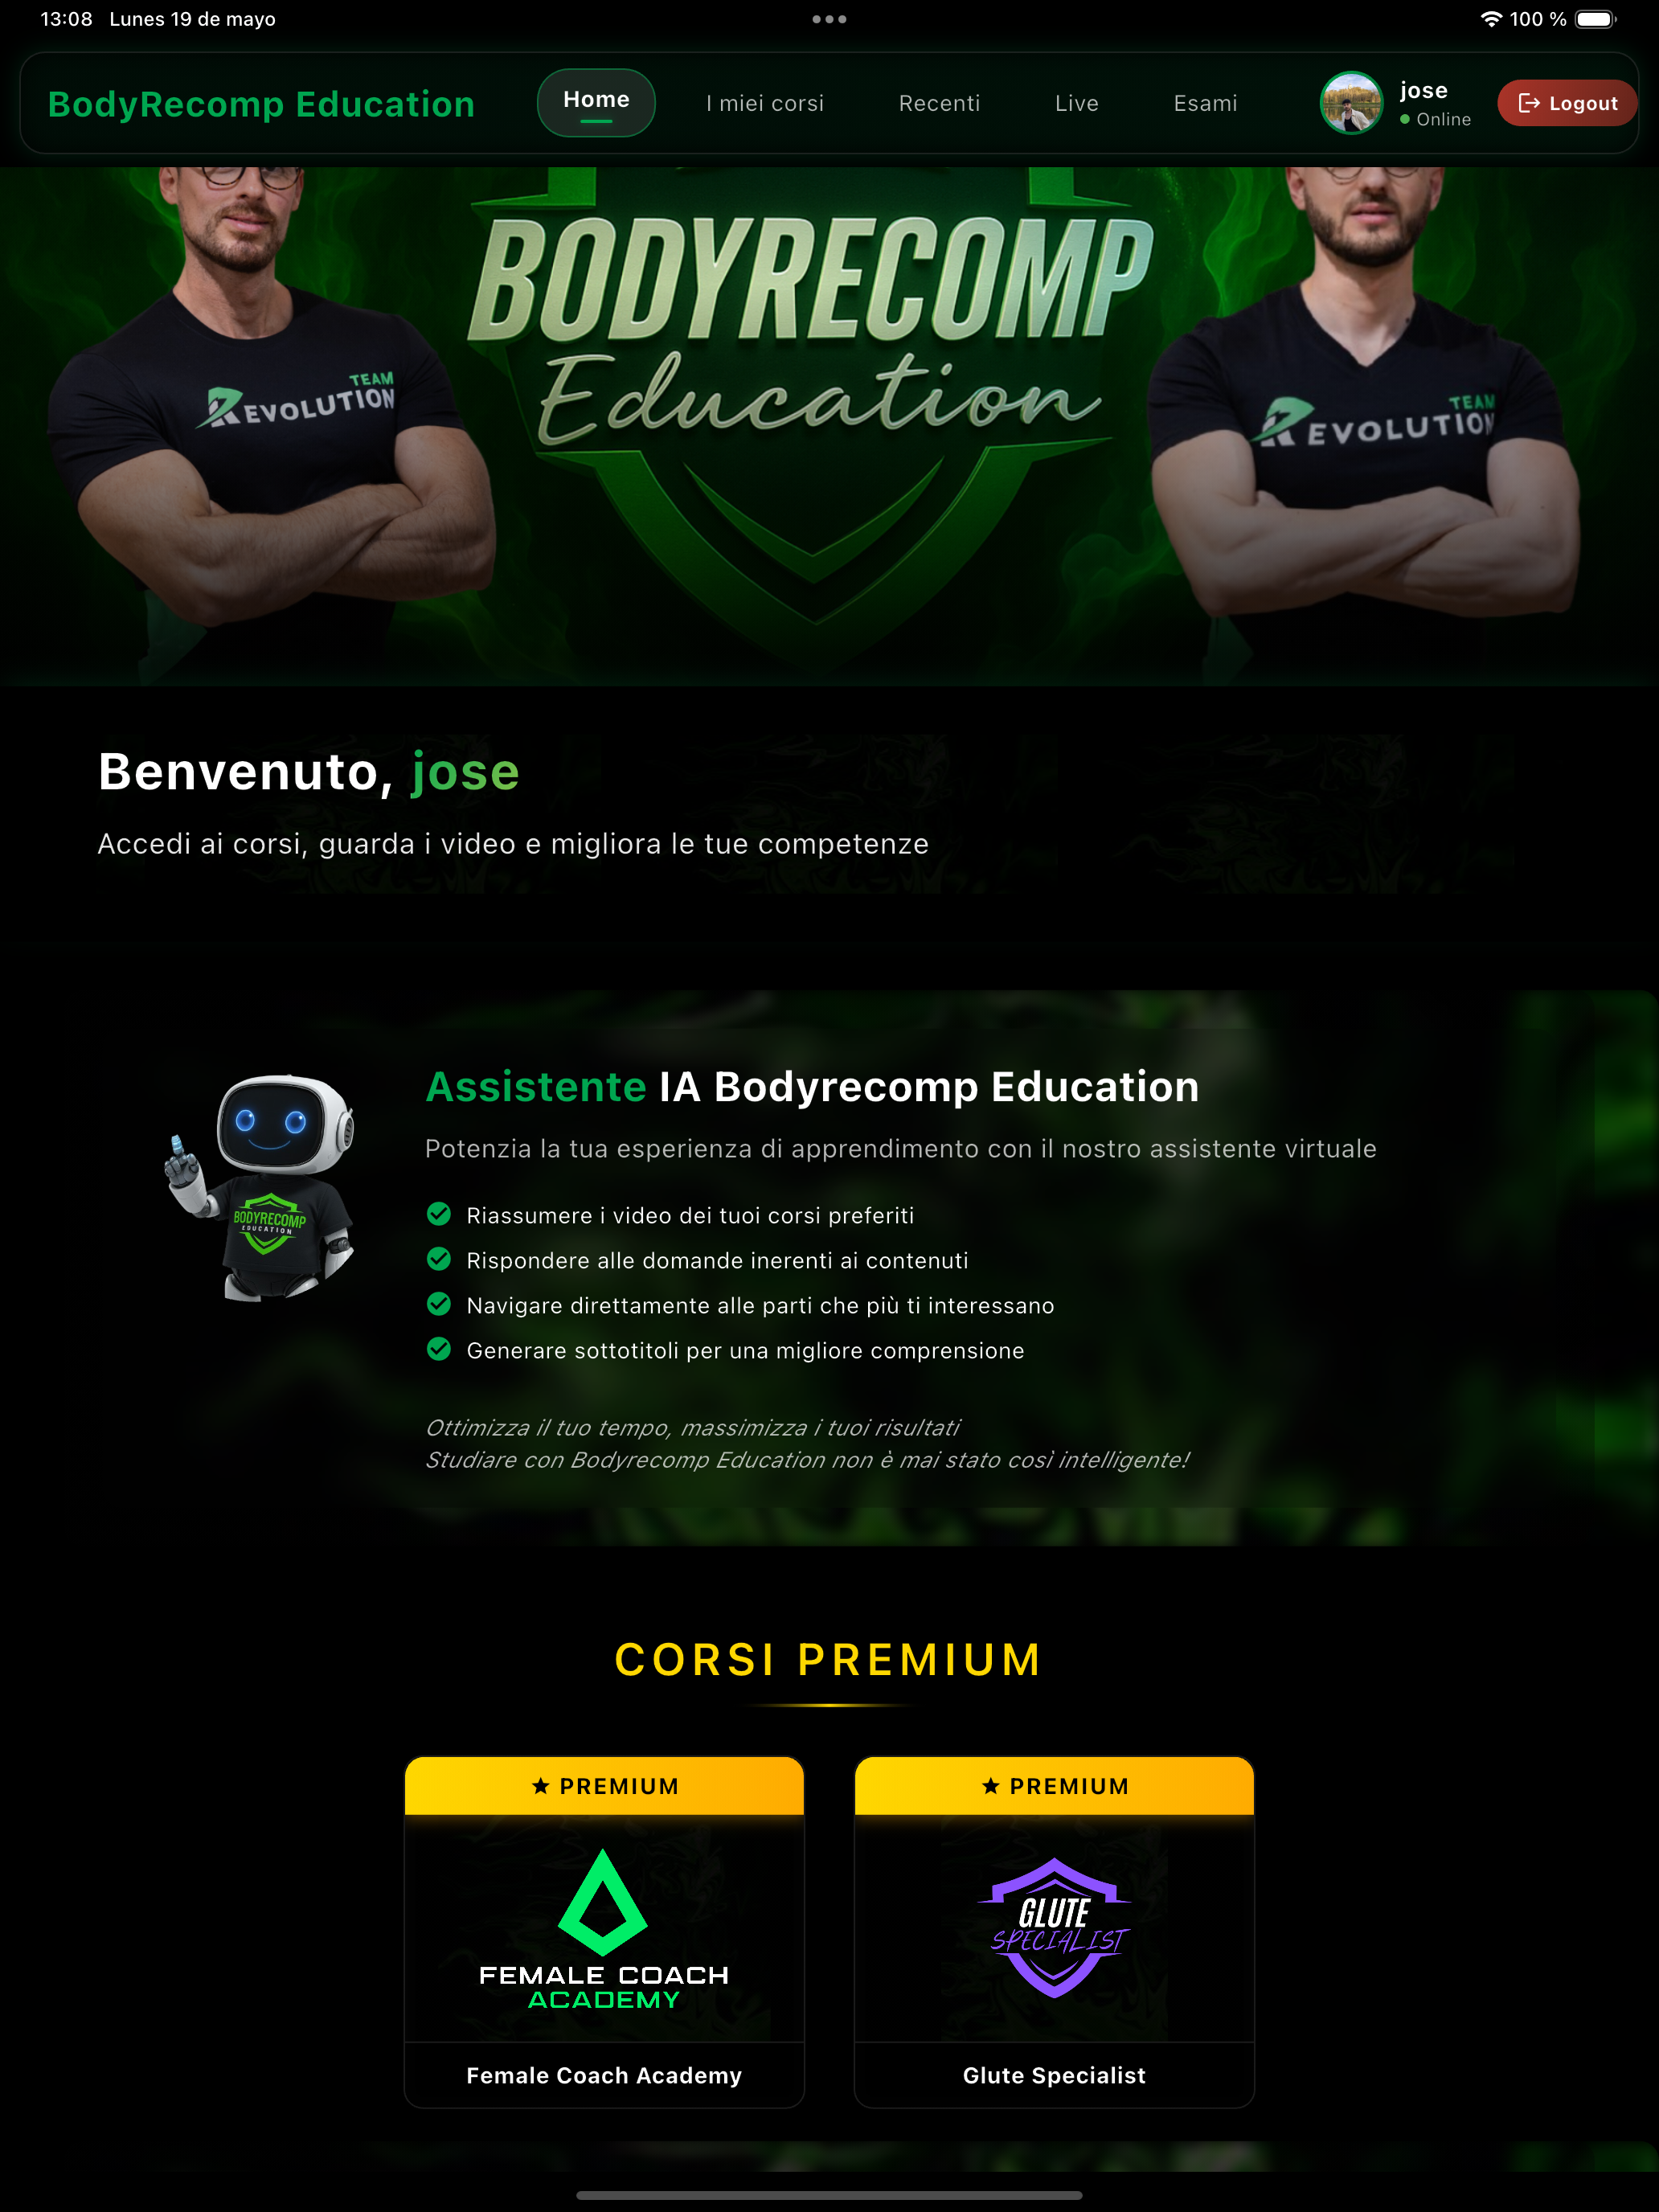 13:08 Lunes 19 de mayo
100 %
BodyRecomp Education
Home
I miei corsi
Recenti
Live
Esami
jose
Online
Logout
BODYRECOMP
Education
TEAM
REVOLUTION
TEAM
REVOLUTION
Benvenuto, jose
Accedi ai corsi, guarda i video e migliora le tue competenze
Assistente IA Bodyrecomp Education
Potenzia la tua esperienza di apprendimento con il nostro assistente virtuale
BODYRECOMP
EDUCATION
Riassumere i video dei tuoi corsi preferiti
Rispondere alle domande inerenti ai contenuti
Navigare direttamente alle parti che più ti interessano
Generare sottotitoli per una migliore comprensione
Ottimizza il tuo tempo, massimizza i tuoi risultati
Studiare con Bodyrecomp Education non è mai stato così intelligente!
CORSI PREMIUM
PREMIUM
FEMALE COACH
ACADEMY
Female Coach Academy
PREMIUM
GLUTE
SPECIALIST
Glute Specialist